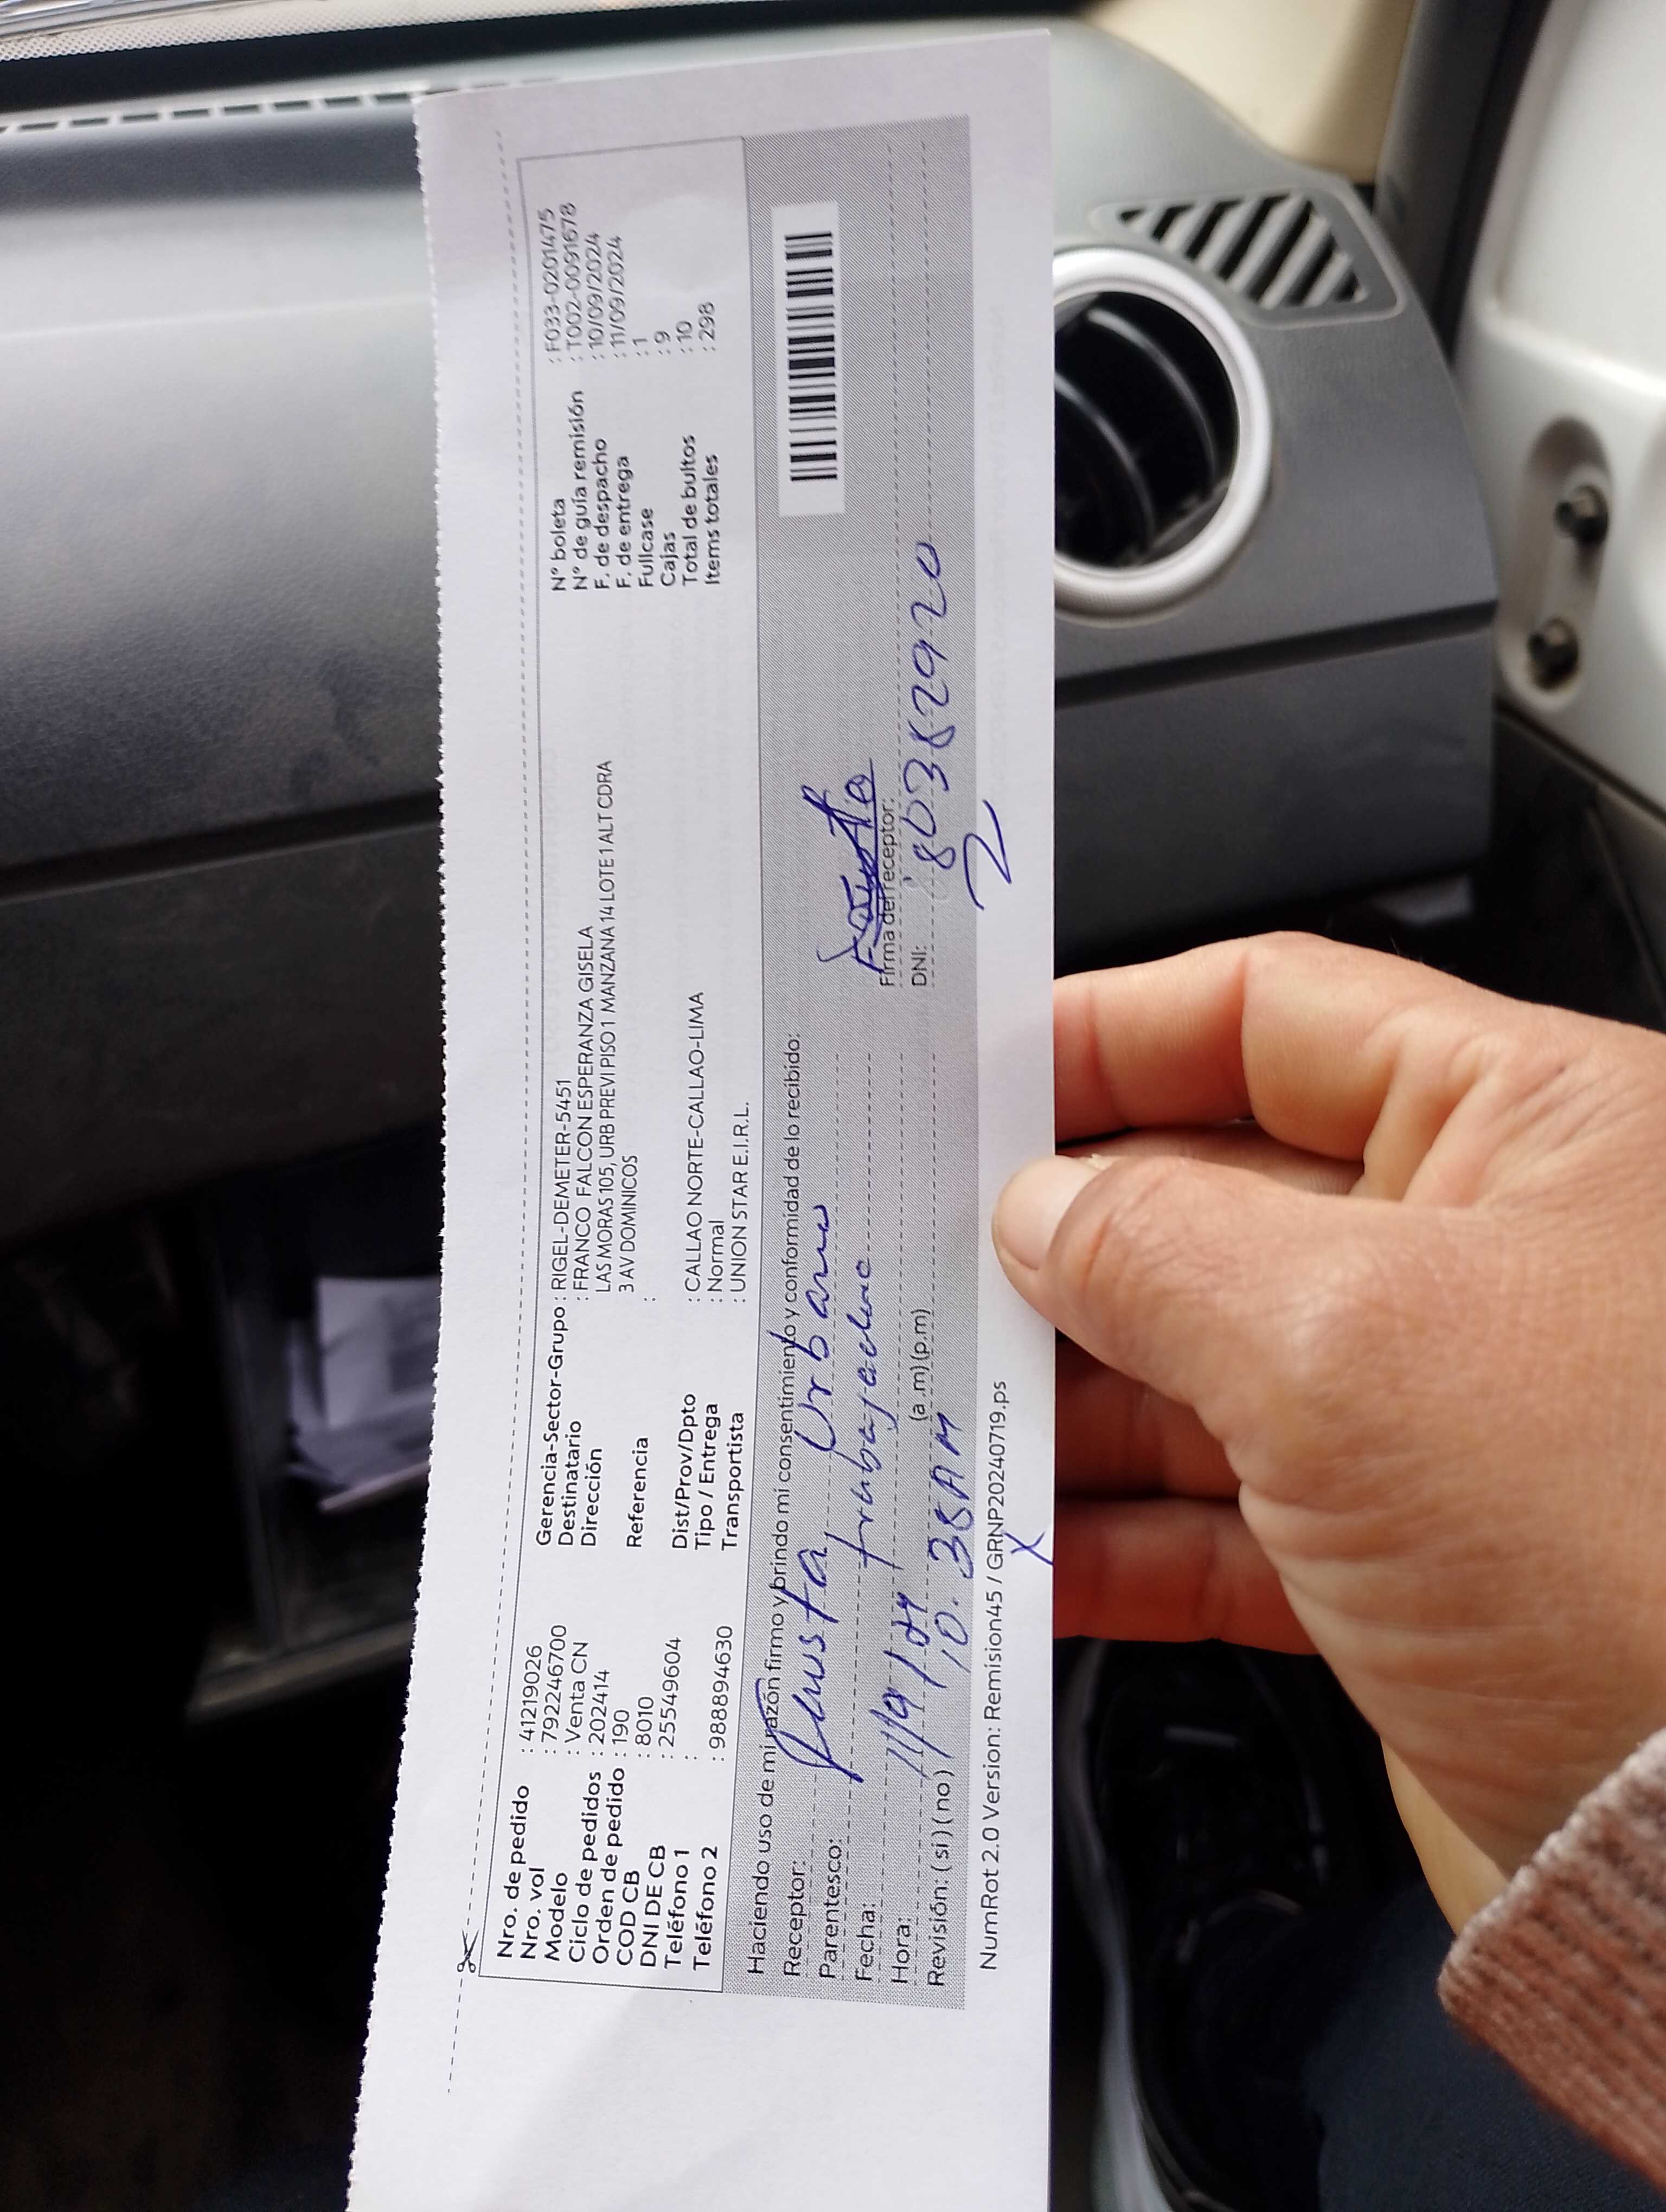 Nro. de pedido : 41219026
Nro. vol : 792246700
Modelo : Venta CN
Ciclo de pedidos : 202414
Orden de pedido : 190
COD CB : 8010
DNI DE CB : 25549604
Teléfono 1 :
Teléfono 2 : 988894630
Gerencia-Sector-Grupo : RIGEL-DEMETER-5451
Destinatario : FRANCO FALCON ESPERANZA GISELA
Dirección LAS MORAS 105, URB PREVI PISO 1 MANZANA 14 LOTE 1 ALT CDRA
3 AV DOMINICOS
Referencia :
Dist/Prov/Dpto : CALLAO NORTE-CALLAO-LIMA
Tipo / Entrega : Normal
Transportista : UNION STAR E.I.R.L.
N° boleta : F033-0201475
N° de guía remisión : T002-0091678
F. de despacho : 10/09/2024
F. de entrega : 11/09/2024
Fullcase : 1
Cajas : 9
Total de bultos : 10
Items totales : 298
Haciendo uso de mi razón firmo y brindo mi consentimiento y conformidad de lo recibido:
Receptor: Urbano
Parentesco:
Fecha: 11/9/24
Hora: 10.38AM (a.m) (p.m)
Revisión: ( si ) ( no )
Firma del receptor:
DNI: 80382920
2
NumRot 2.0 Version: Remision45 / GRNP20240719.ps
X